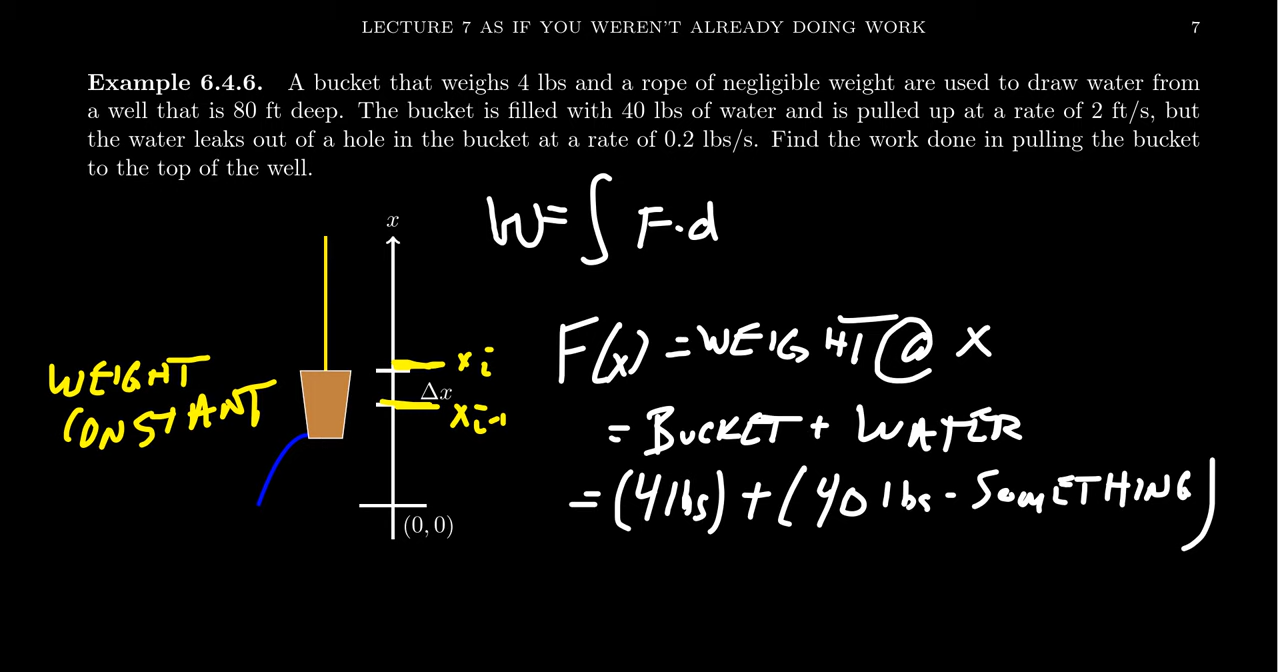 LECTURE 7 AS IF YOU WEREN'T ALREADY DOING WORK 7
Example 6.4.6. A bucket that weighs 4 lbs and a rope of negligible weight are used to draw water from
a well that is 80 ft deep. The bucket is filled with 40 lbs of water and is pulled up at a rate of 2 ft/s, but
the water leaks out of a hole in the bucket at a rate of 0.2 lbs/s. Find the work done in pulling the bucket
to the top of the well.
W = ∫ F·d
x
F(x) = WEIGHT @ X
xᵢ
WEIGHT
Δx
CONSTANT
xᵢ₋₁
= BUCKET + WATER
= (4 lbs) + (40 lbs - SOMETHING)
(0, 0)